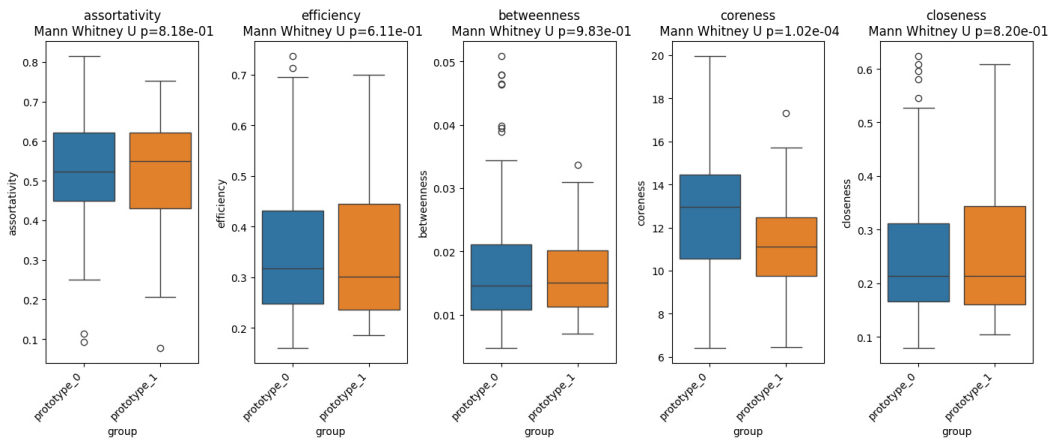 assortativity
Mann Whitney U p=8.18e-01
0.8
0.7
0.6
0.5
0.4
0.3
0.2
0.1
assortativity
prototype_0
prototype_1
group
efficiency
Mann Whitney U p=6.11e-01
0.7
0.6
0.5
0.4
0.3
0.2
efficiency
prototype_0
prototype_1
group
betweenness
Mann Whitney U p=9.83e-01
0.05
0.04
0.03
0.02
0.01
betweenness
prototype_0
prototype_1
group
coreness
Mann Whitney U p=1.02e-04
20
18
16
14
12
10
8
6
coreness
prototype_0
prototype_1
group
closeness
Mann Whitney U p=8.20e-01
0.6
0.5
0.4
0.3
0.2
0.1
closeness
prototype_0
prototype_1
group